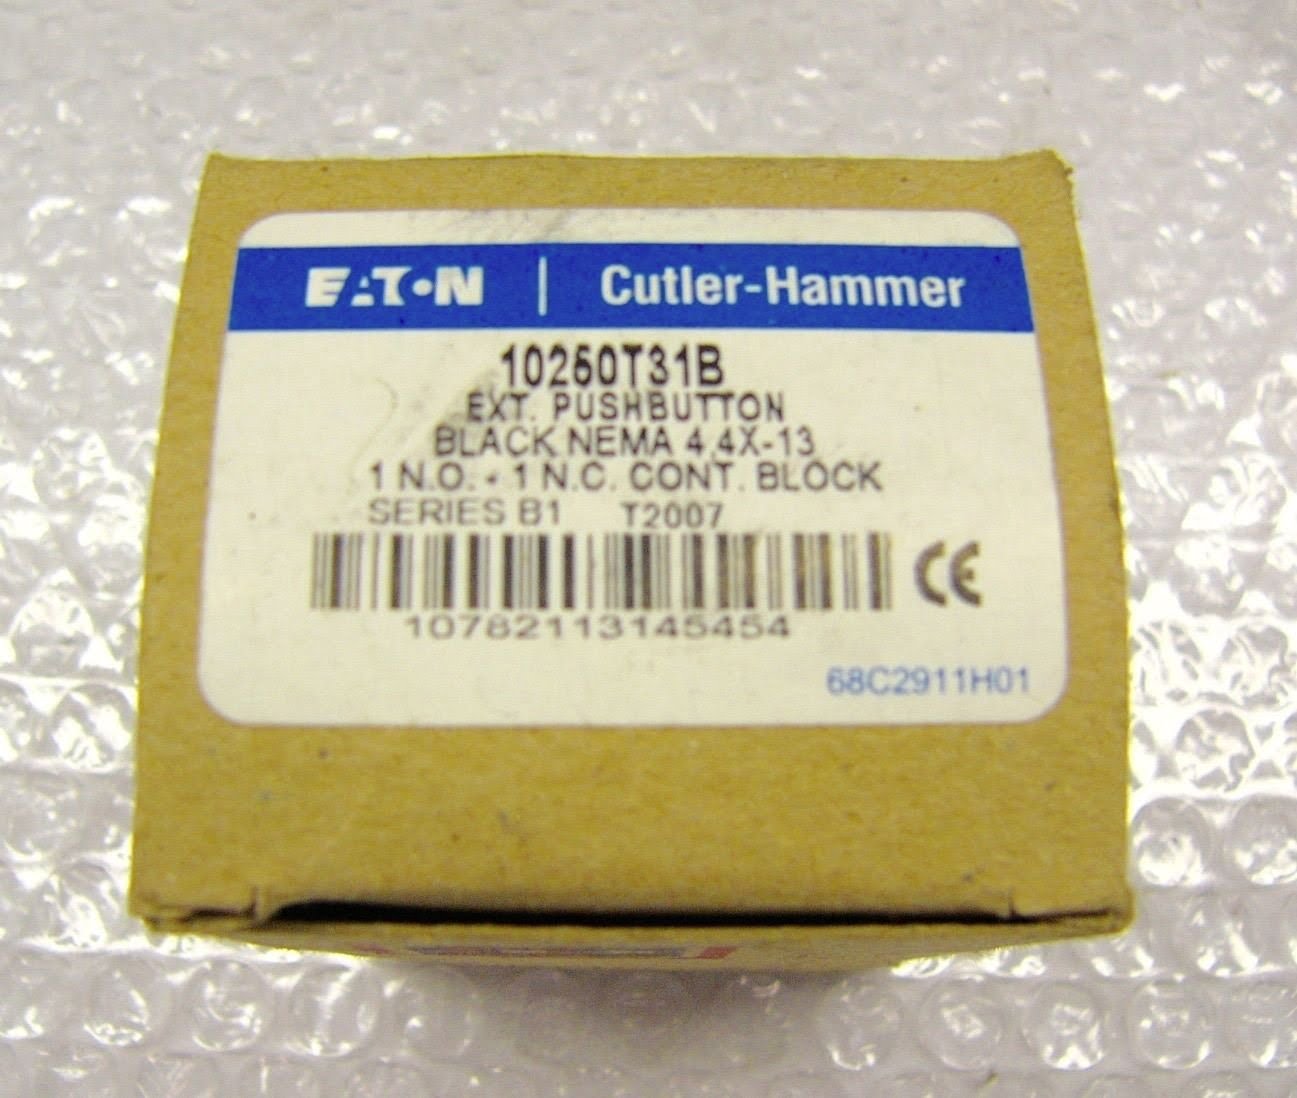 EATON | Cutler-Hammer
10250T31B
EXT. PUSHBUTTON
BLACK NEMA 4,4X-13
1 N.O. - 1 N.C. CONT. BLOCK
SERIES B1 T2007
CE
10782113145454
68C2911H01